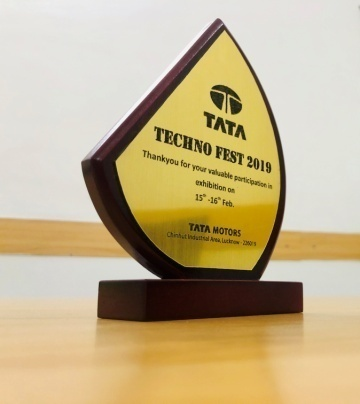 TATA
TECHNO FEST 2019
Thankyou for your valuable participation in
exhibition on
15th -16th Feb.
TATA MOTORS
Chinhut Industrial Area, Lucknow - 226019